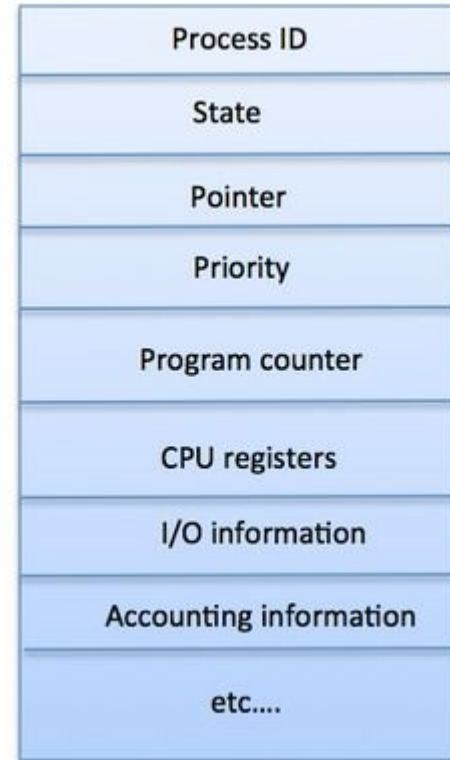 Process ID
State
Pointer
Priority
Program counter
CPU registers
I/O information
Accounting information
etc....